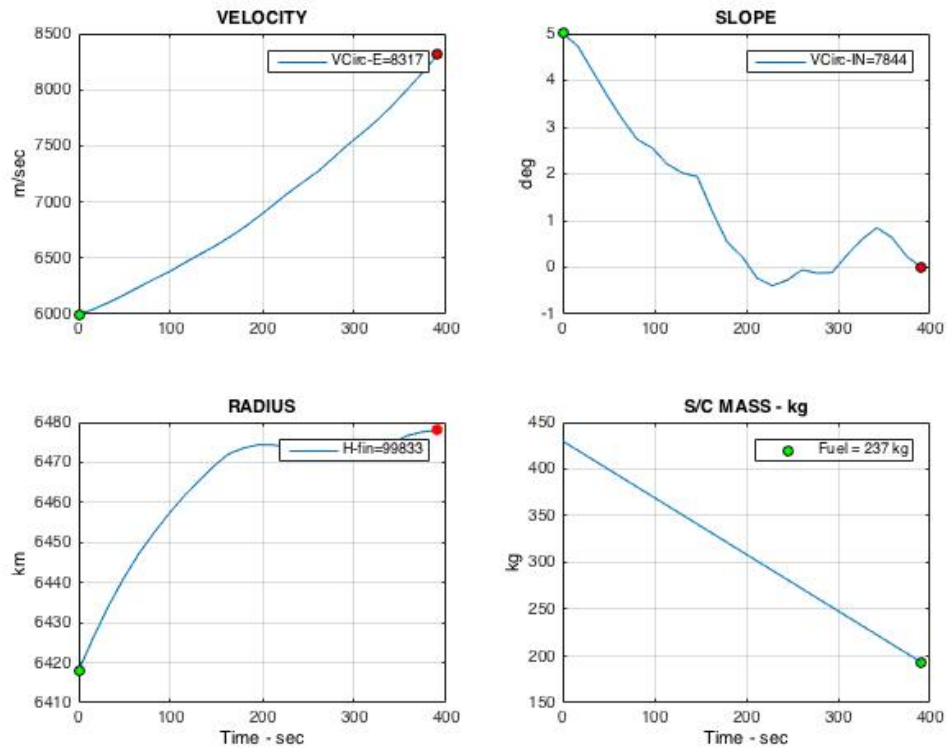 VELOCITY
8500
8000
7500
7000
6500
6000
m/sec
VCirc-E=8317
0 100 200 300 400
SLOPE
5
4
3
2
1
0
-1
deg
VCirc-IN=7844
0 100 200 300 400
RADIUS
6480
6470
6460
6450
6440
6430
6420
6410
km
H-fin=99833
0 100 200 300 400
Time - sec
S/C MASS - kg
450
400
350
300
250
200
150
kg
Fuel = 237 kg
0 100 200 300 400
Time - sec